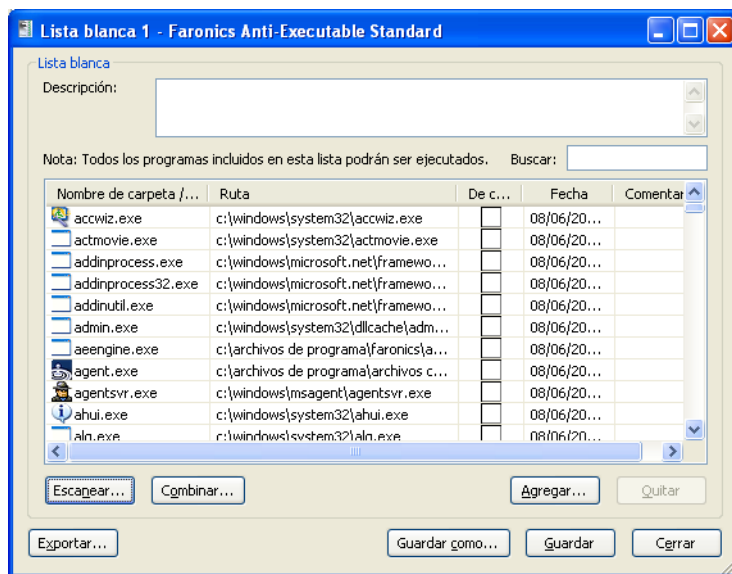 Lista blanca 1 - Faronics Anti-Executable Standard
Lista blanca
Descripción:
Nota: Todos los programas incluidos en esta lista podrán ser ejecutados. Buscar:
Nombre de carpeta /... Ruta De c... Fecha Comentar
accwiz.exe c:\windows\system32\accwiz.exe 08/06/20...
actmovie.exe c:\windows\system32\actmovie.exe 08/06/20...
addinprocess.exe c:\windows\microsoft.net\framewo... 08/06/20...
addinprocess32.exe c:\windows\microsoft.net\framewo... 08/06/20...
addinutil.exe c:\windows\microsoft.net\framewo... 08/06/20...
admin.exe c:\windows\system32\dllcache\adm... 08/06/20...
aeengine.exe c:\archivos de programa\faronics\a... 08/06/20...
agent.exe c:\archivos de programa\archivos c... 08/06/20...
agentsvr.exe c:\windows\msagent\agentsvr.exe 08/06/20...
ahui.exe c:\windows\system32\ahui.exe 08/06/20...
alg.exe c:\windows\system32\alg.exe 08/06/20...
Escanear... Combinar... Agregar... Quitar
Exportar... Guardar como... Guardar Cerrar